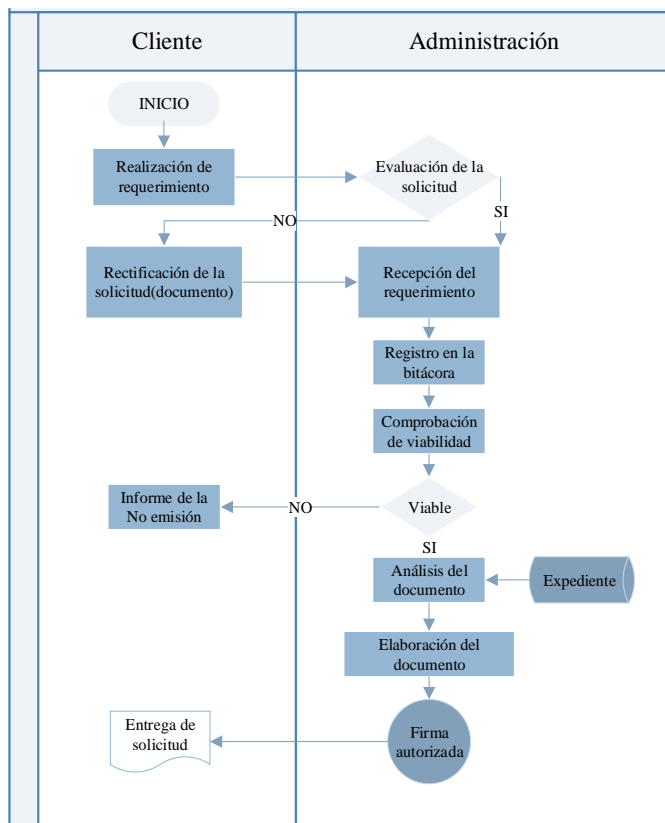 Cliente
Administración
INICIO
Realización de
requerimiento
Evaluación de la
solicitud
SI
NO
Rectificación de la
solicitud(documento)
Recepción del
requerimiento
Registro en la
bitácora
Comprobación
de viabilidad
Informe de la
No emisión
NO
Viable
SI
Análisis del
documento
Expediente
Elaboración del
documento
Entrega de
solicitud
Firma
autorizada